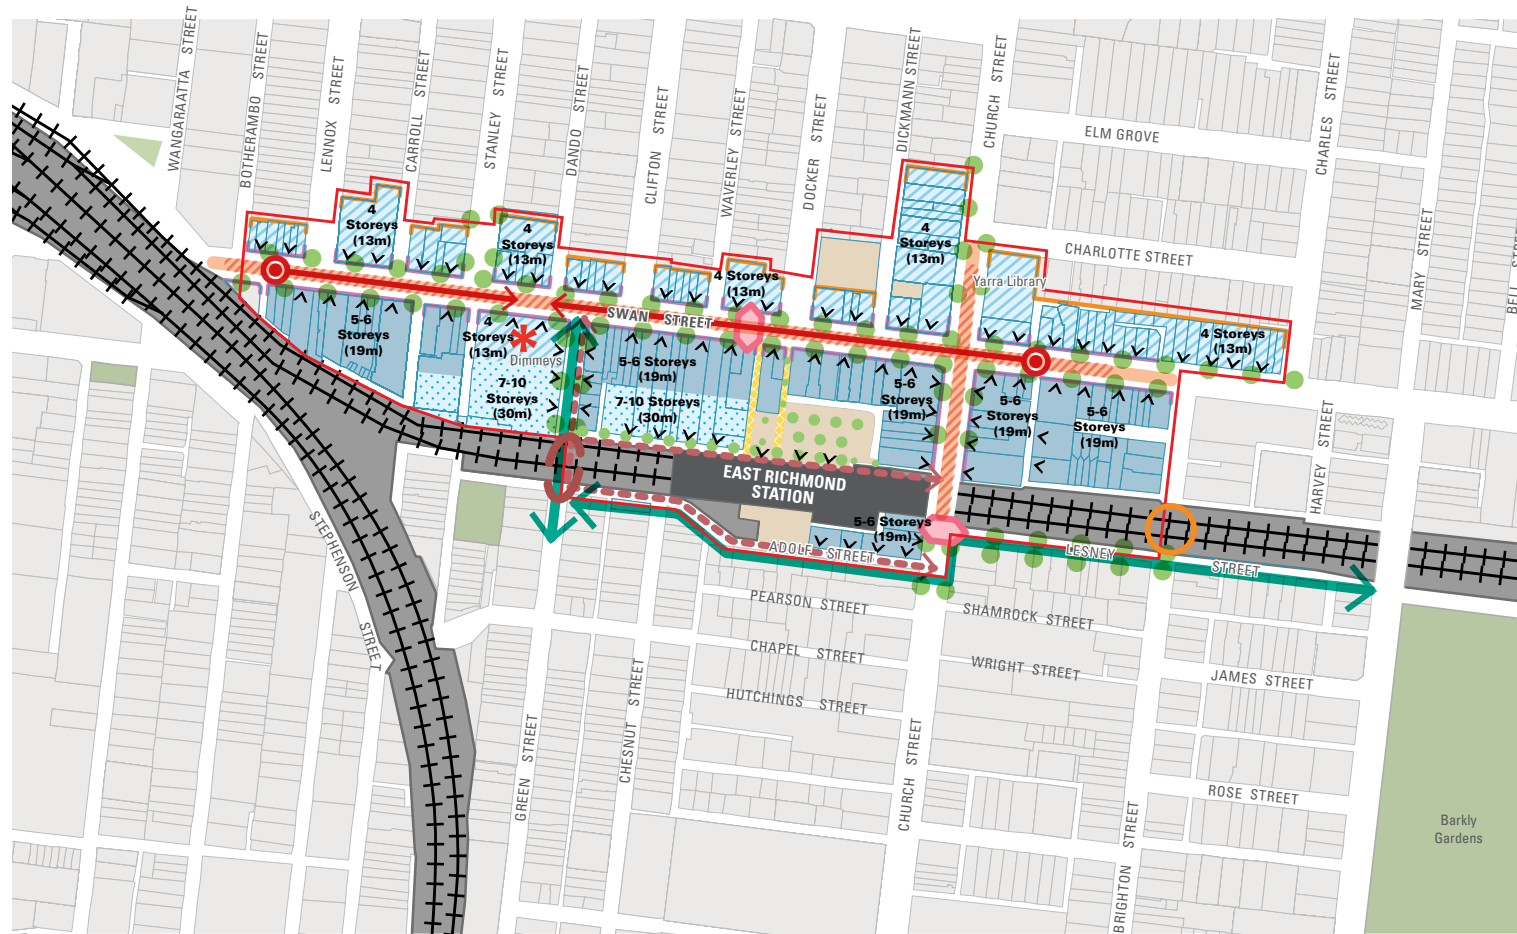 WANGARAATTA STREET
BOTHERAMBO STREET
LENNOX STREET
CARROLL STREET
STANLEY STREET
DANDO STREET
CLIFTON STREET
WAVERLEY STREET
DOCKER STREET
DICKMANN STREET
CHURCH STREET
ELM GROVE
CHARLES STREET
MARY STREET
CHARLOTTE STREET
4
Storeys
(13m)
4
Storeys
(13m)
4 Storeys
(13m)
4
Storeys
(13m)
Yarra Library
4 Storeys
(13m)
SWAN STREET
5-6
Storeys
(19m)
4
Storeys
(13m)
Dimmeys
7-10
Storeys
(30m)
5-6 Storeys
(19m)
7-10 Storeys
(30m)
5-6
Storeys
(19m)
5-6
Storeys
(19m)
5-6
Storeys
(19m)
EAST RICHMOND
STATION
5-6 Storeys
(19m)
ADOLF STREET
LESNEY STREET
HARVEY STREET
STEPHENSON STREET
PEARSON STREET
SHAMROCK STREET
CHAPEL STREET
WRIGHT STREET
JAMES STREET
HUTCHINGS STREET
GREEN STREET
CHESNUT STREET
CHURCH STREET
ROSE STREET
BRIGHTON STREET
Barkly
Gardens